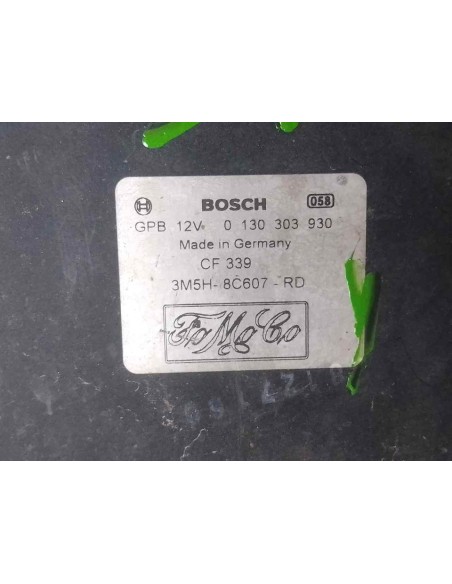 BOSCH 058
GPB 12V 0 130 303 930
Made in Germany
CF 339
3M5H-8C607-RD
FoMoCo